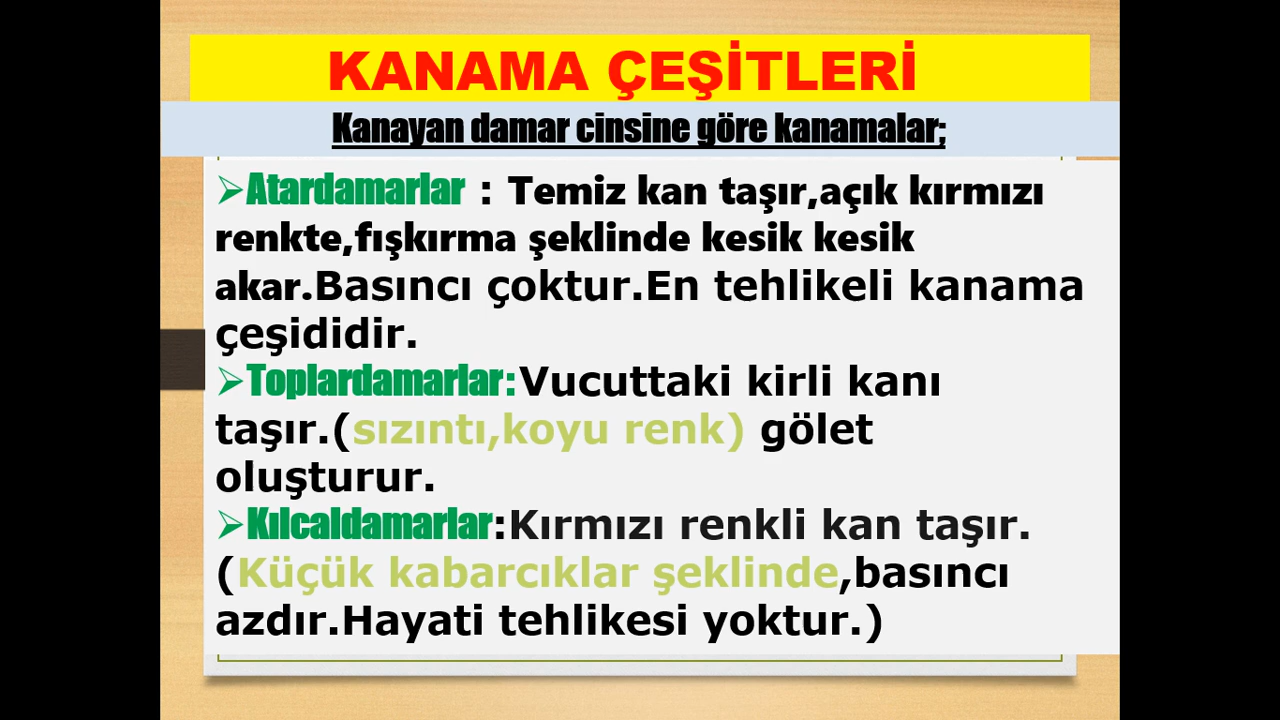 KANAMA ÇEŞİTLERİ
Kanayan damar cinsine göre kanamalar;
➢Atardamarlar : Temiz kan taşır,açık kırmızı
renkte,fışkırma şeklinde kesik kesik
akar.Basıncı çoktur.En tehlikeli kanama
çeşididir.
➢Toplardamarlar:Vucuttaki kirli kanı
taşır.(sızıntı,koyu renk) gölet
oluşturur.
➢Kılcaldamarlar:Kırmızı renkli kan taşır.
(Küçük kabarcıklar şeklinde,basıncı
azdır.Hayati tehlikesi yoktur.)